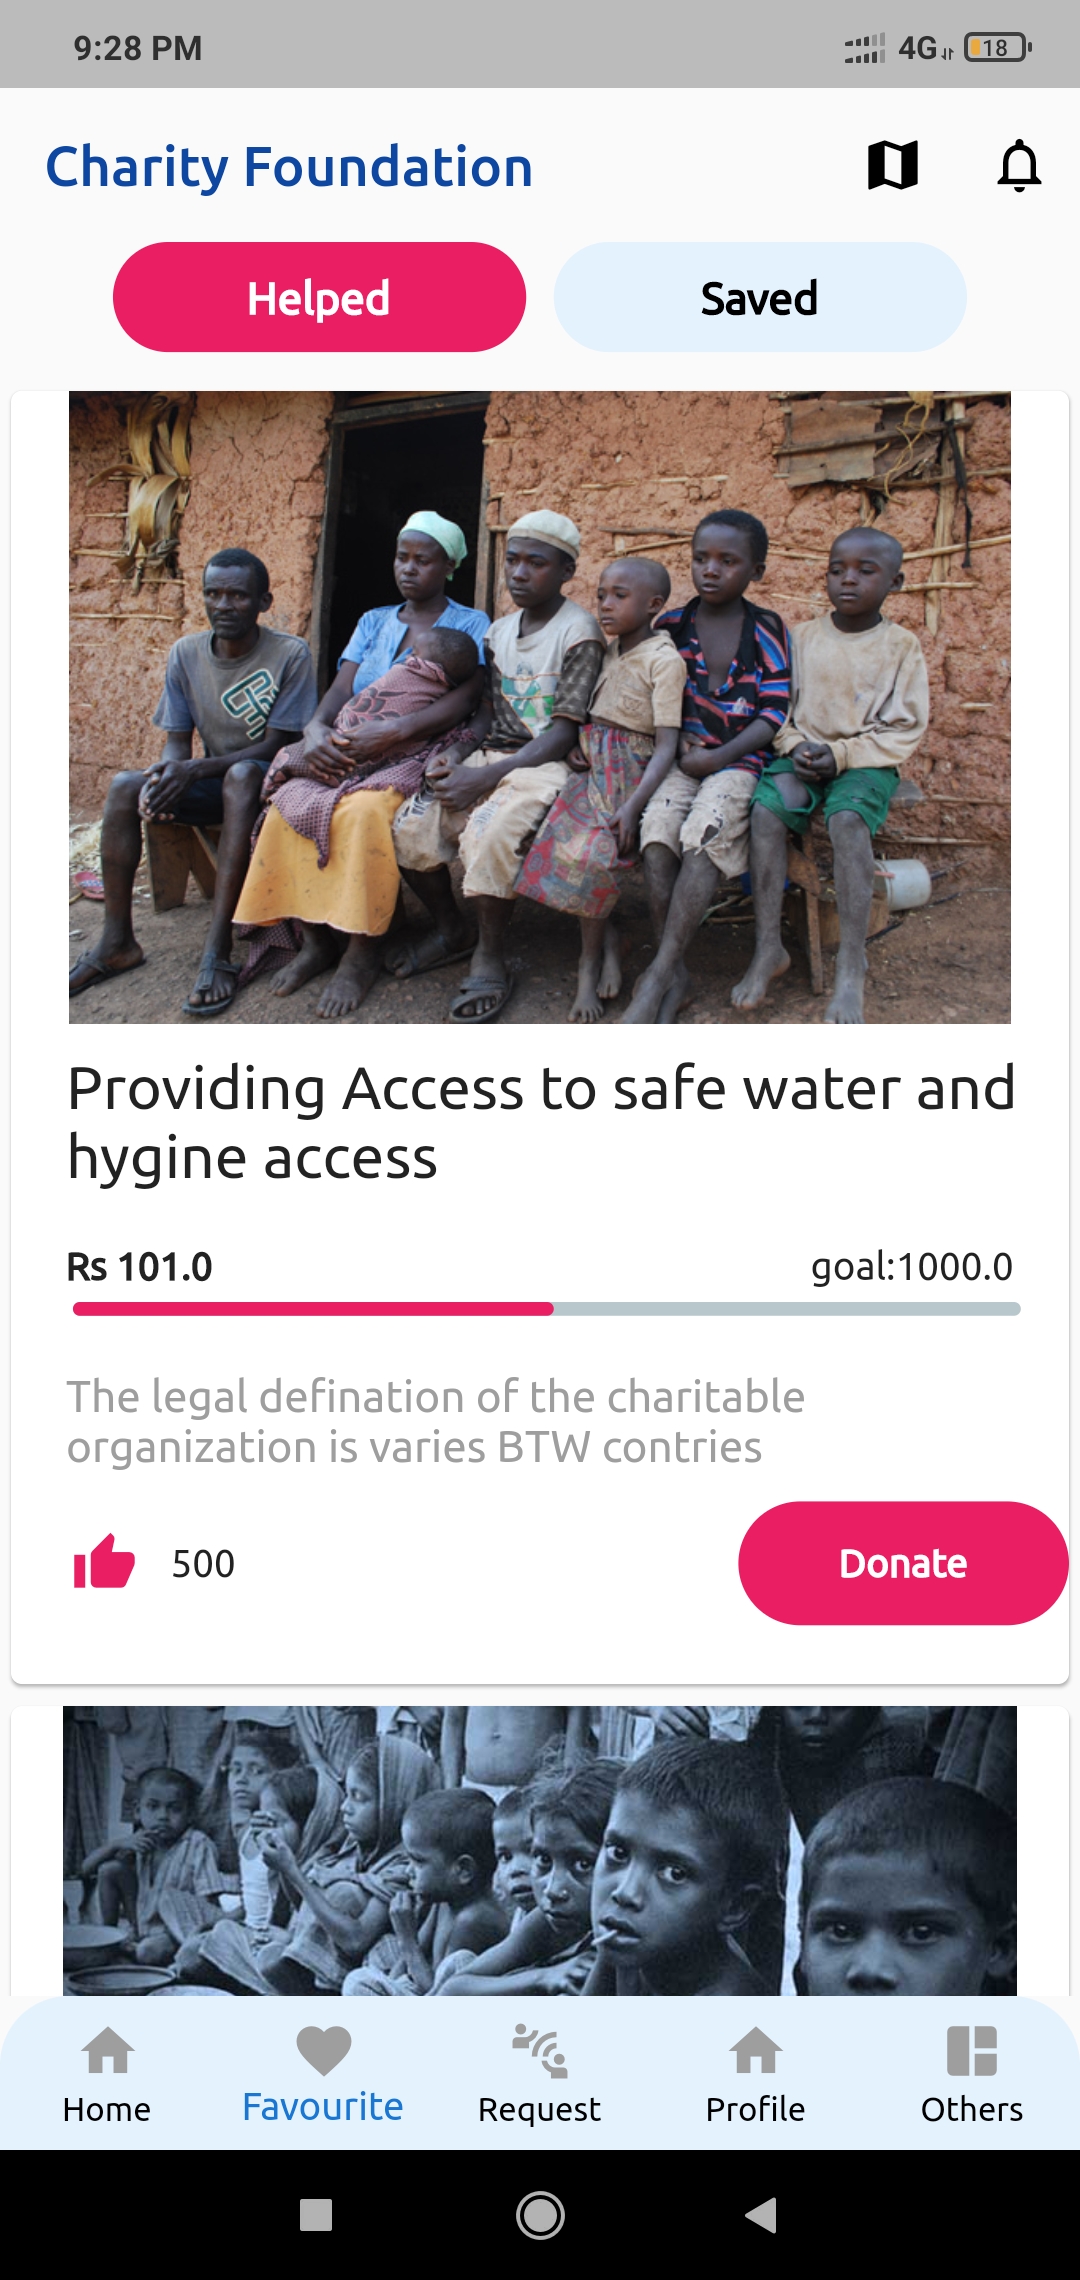 9:28 PM 4G 18
Charity Foundation
Helped Saved
Providing Access to safe water and
hygine access
Rs 101.0 goal:1000.0
The legal defination of the charitable
organization is varies BTW contries
500 Donate
Home Favourite Request Profile Others